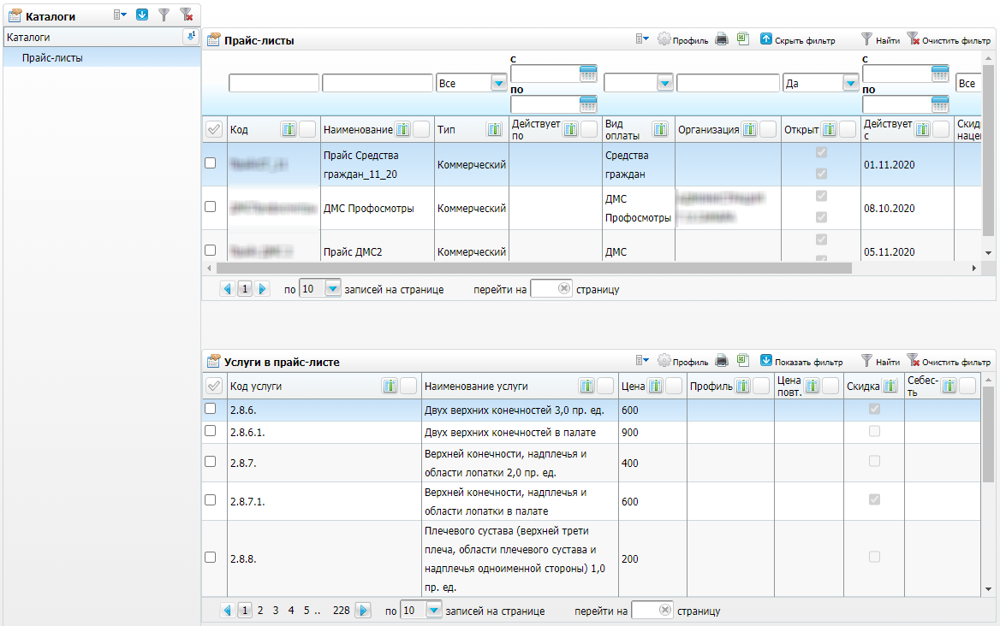 Каталоги
Каталоги
Прайс-листы
Прайс-листы
Профиль Скрыть фильтр Найти Очистить фильтр
Все
с
по
Да
с
по
Все
Код Наименование Тип Действует по Вид оплаты Организация Открыт Действует с Скид наце
Прайс Средства граждан_11_20 Коммерческий Средства граждан 01.11.2020
ДМС Профосмотры Коммерческий ДМС Профосмотры 08.10.2020
Прайс ДМС2 Коммерческий ДМС 05.11.2020
1 по 10 записей на странице перейти на страницу
Услуги в прайс-листе
Профиль Показать фильтр Найти Очистить фильтр
Код услуги Наименование услуги Цена Профиль Цена повт. Скидка Себес-ть
2.8.6. Двух верхних конечностей 3,0 пр. ед. 600
2.8.6.1. Двух верхних конечностей в палате 900
2.8.7. Верхней конечности, надплечья и области лопатки 2,0 пр. ед. 400
2.8.7.1. Верхней конечности, надплечья и области лопатки в палате 600
2.8.8. Плечевого сустава (верхней трети плеча, области плечевого сустава и надплечья одноименной стороны) 1,0 пр. ед. 200
1 2 3 4 5 .. 228 по 10 записей на странице перейти на страницу